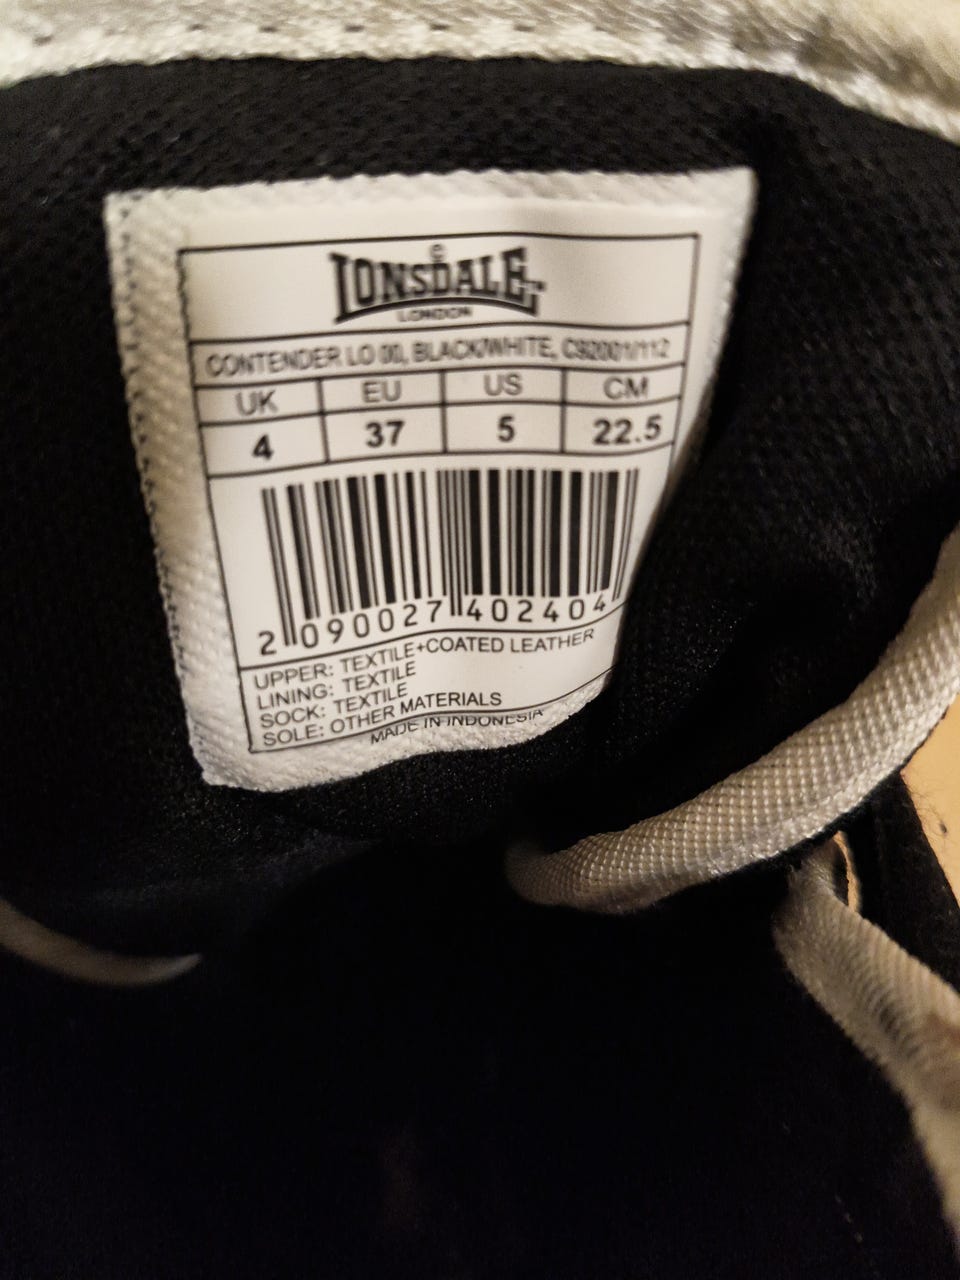 LONSDALE
LONDON
CONTENDER LO 00, BLACK/WHITE, C92001/112
UK EU US CM
4 37 5 22.5
2 090027 402404
UPPER: TEXTILE+COATED LEATHER
LINING: TEXTILE
SOCK: TEXTILE
SOLE: OTHER MATERIALS
MADE IN INDONESIA